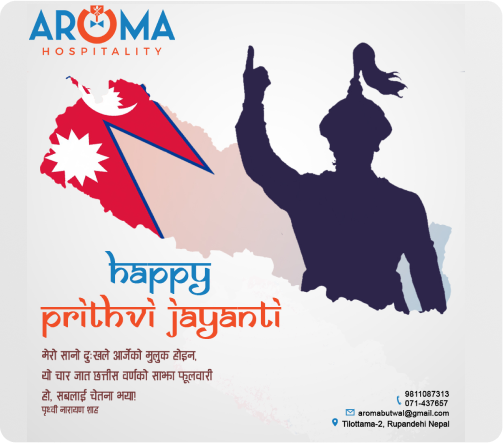 AROMA
HOSPITALITY
happy
prithvi jayanti
मेरो सानो दुःखले आर्जेको मुलुक होइन,
यो चार जात छत्तीस वर्णको साझा फूलवारी
हो, सबलाई चेतना भया!
पृथ्वी नारायण शाह
9811087313
071-437657
aromabutwal@gmail.com
Tilottama-2, Rupandehi Nepal